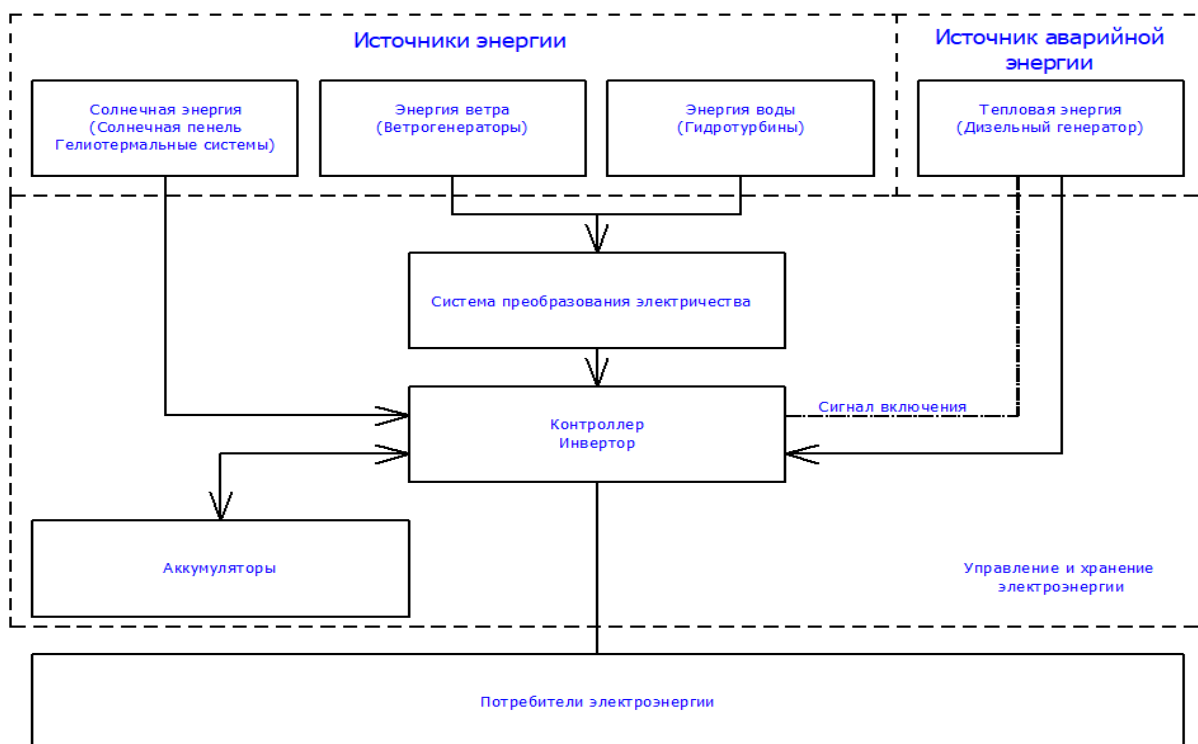 Источники энергии
Источник аварийной
энергии
Солнечная энергия
(Солнечная пенель
Гелиотермальные системы)
Энергия ветра
(Ветрогенераторы)
Энергия воды
(Гидротурбины)
Тепловая энергия
(Дизельный генератор)
Система преобразования электричества
Контроллер
Инвертор
Сигнал включения
Аккумуляторы
Управление и хранение
электроэнергии
Потребители электроэнергии